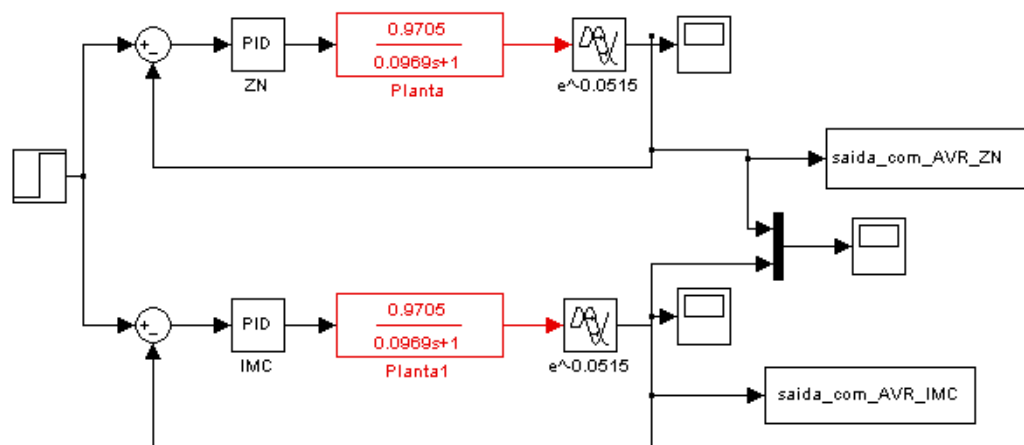 PID
ZN
0.9705
0.0969s+1
Planta
e^-0.0515
saida_com_AVR_ZN
PID
IMC
0.9705
0.0969s+1
Planta1
e^-0.0515
saida_com_AVR_IMC